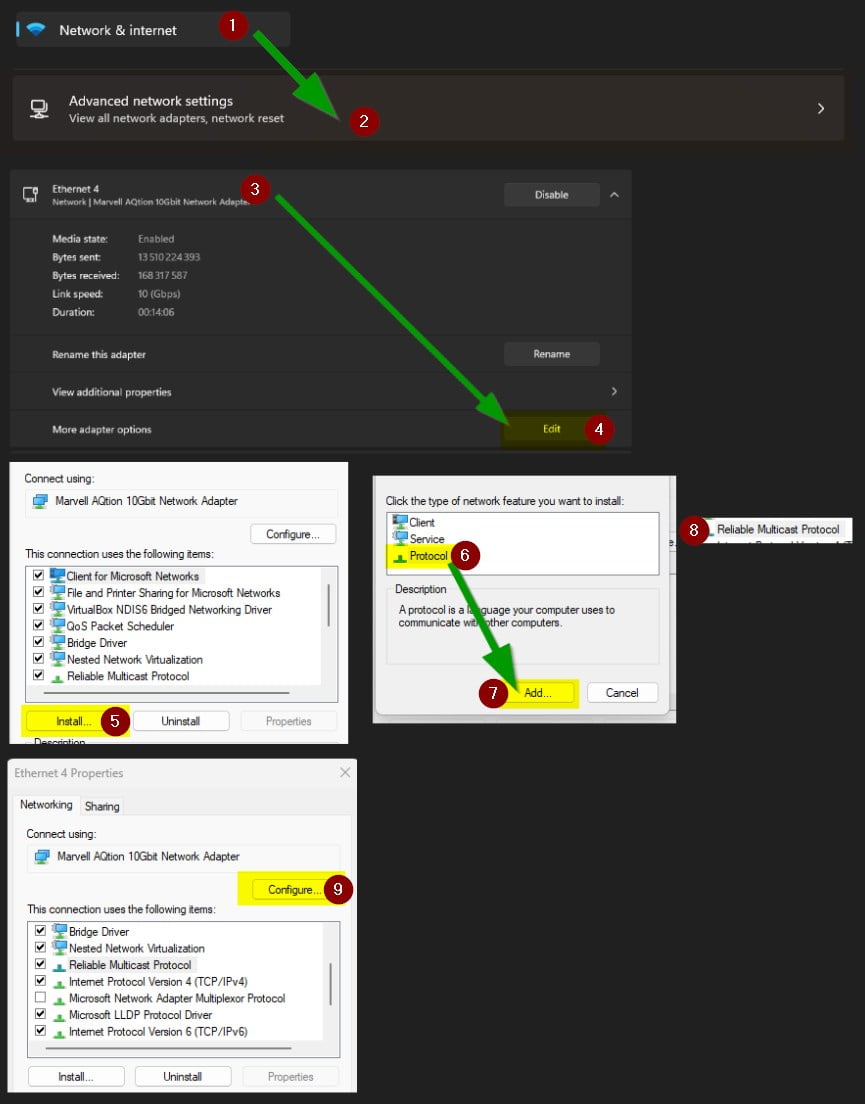 Network & internet 1
Advanced network settings
View all network adapters, network reset
2
Ethernet 4
Network | Marvell AQtion 10Gbit Network Adapter
3
Disable
Media state: Enabled
Bytes sent: 13 510 224 393
Bytes received: 168 317 587
Link speed: 10 (Gbps)
Duration: 00:14:06
Rename this adapter Rename
View additional properties
More adapter options Edit 4
Connect using:
Marvell AQtion 10Gbit Network Adapter
Configure...
This connection uses the following items:
Client for Microsoft Networks
File and Printer Sharing for Microsoft Networks
VirtualBox NDIS6 Bridged Networking Driver
QoS Packet Scheduler
Bridge Driver
Nested Network Virtualization
Reliable Multicast Protocol
Install... 5 Uninstall Properties
Description
Click the type of network feature you want to install:
Client
Service
Protocol 6
Description
A protocol is a language your computer uses to
communicate with other computers.
7 Add... Cancel
8 Reliable Multicast Protocol
Ethernet 4 Properties
Networking Sharing
Connect using:
Marvell AQtion 10Gbit Network Adapter
Configure... 9
This connection uses the following items:
Bridge Driver
Nested Network Virtualization
Reliable Multicast Protocol
Internet Protocol Version 4 (TCP/IPv4)
Microsoft Network Adapter Multiplexor Protocol
Microsoft LLDP Protocol Driver
Internet Protocol Version 6 (TCP/IPv6)
Install... Uninstall Properties